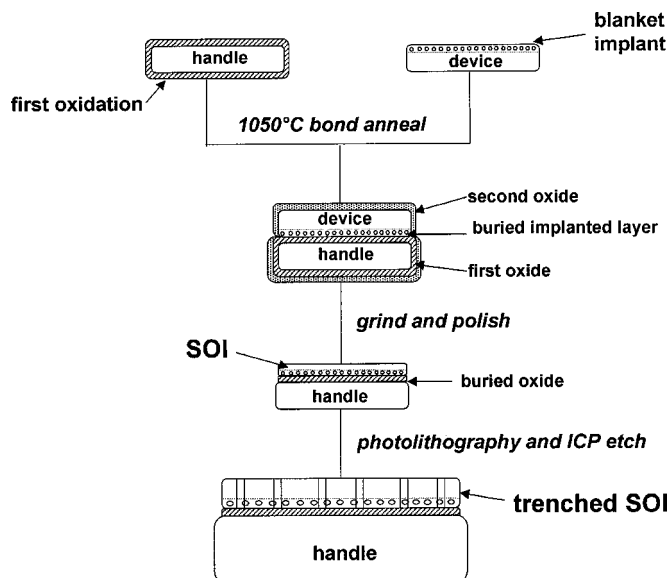 blanket
implant
handle
device
first oxidation
1050°C bond anneal
second oxide
device
buried implanted layer
handle
first oxide
grind and polish
SOI
buried oxide
handle
photolithography and ICP etch
trenched SOI
handle